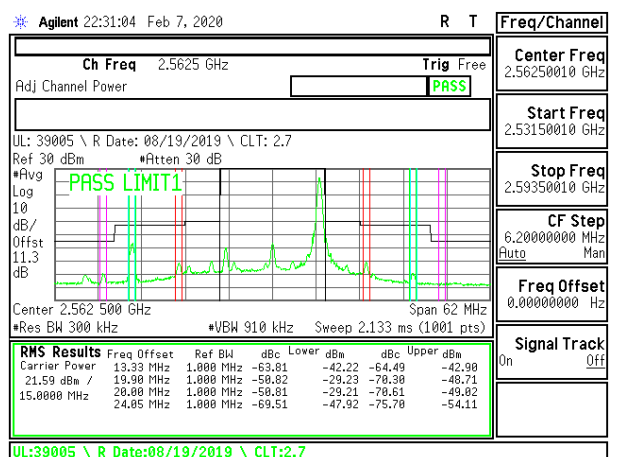 Agilent 22:31:04 Feb 7, 2020 R T
Freq/Channel
Ch Freq 2.5625 GHz Trig Free
Adj Channel Power PASS
UL: 39005 \ R Date: 08/19/2019 \ CLT: 2.7
Ref 30 dBm #Atten 30 dB
#Avg
Log
10
dB/
Offst
11.3
dB
PASS LIMIT1
Center 2.562 500 GHz Span 62 MHz
#Res BW 300 kHz #VBW 910 kHz Sweep 2.133 ms (1001 pts)
RMS Results Freq Offset Ref BW dBc Lower dBm dBc Upper dBm
Carrier Power 13.33 MHz 1.000 MHz -63.81 -42.22 -64.49 -42.90
21.59 dBm / 19.90 MHz 1.000 MHz -50.82 -29.23 -70.30 -48.71
15.0000 MHz 20.00 MHz 1.000 MHz -50.81 -29.21 -70.61 -49.02
24.05 MHz 1.000 MHz -69.51 -47.92 -75.70 -54.11
UL:39005 \ R Date:08/19/2019 \ CLT:2.7
Center Freq
2.56250010 GHz
Start Freq
2.53150010 GHz
Stop Freq
2.59350010 GHz
CF Step
6.20000000 MHz
Auto Man
Freq Offset
0.00000000 Hz
Signal Track
On Off